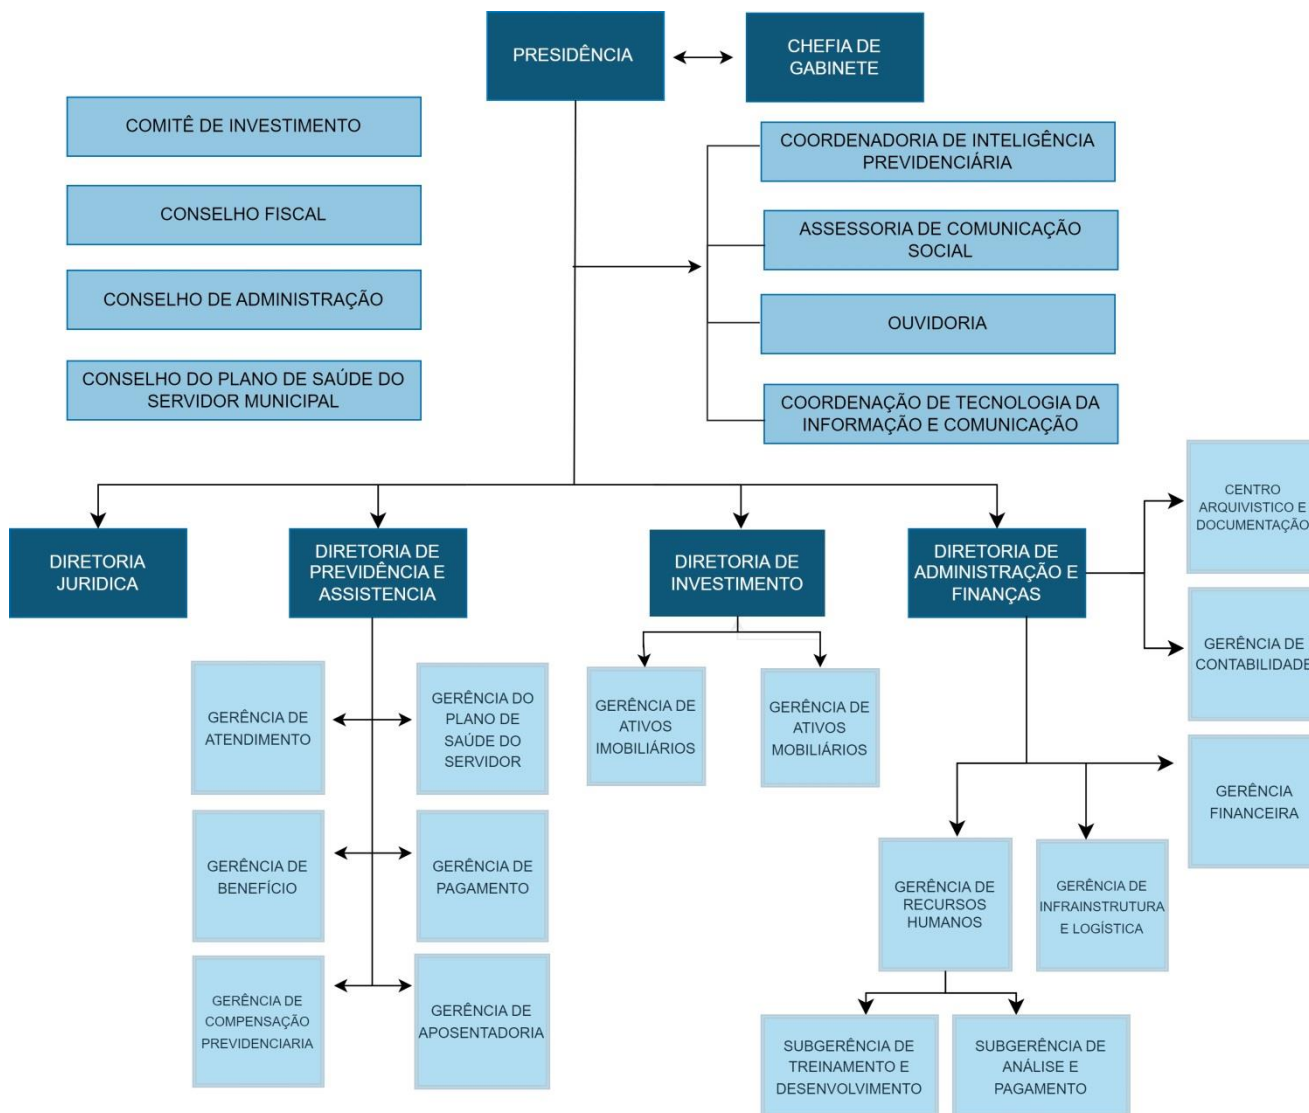 PRESIDÊNCIA
CHEFIA DE
GABINETE
COMITÊ DE INVESTIMENTO
CONSELHO FISCAL
CONSELHO DE ADMINISTRAÇÃO
CONSELHO DO PLANO DE SAÚDE DO
SERVIDOR MUNICIPAL
COORDENADORIA DE INTELIGÊNCIA
PREVIDENCIÁRIA
ASSESSORIA DE COMUNICAÇÃO
SOCIAL
OUVIDORIA
COORDENAÇÃO DE TECNOLOGIA DA
INFORMAÇÃO E COMUNICAÇÃO
DIRETORIA
JURIDICA
DIRETORIA DE
PREVIDÊNCIA E
ASSISTENCIA
DIRETORIA DE
INVESTIMENTO
DIRETORIA DE
ADMINISTRAÇÃO E
FINANÇAS
CENTRO
ARQUIVISTICO E
DOCUMENTAÇÃO
GERÊNCIA DE
CONTABILIDADE
GERÊNCIA
FINANCEIRA
GERÊNCIA DE
ATENDIMENTO
GERÊNCIA DO
PLANO DE
SAÚDE DO
SERVIDOR
GERÊNCIA DE
BENEFÍCIO
GERÊNCIA DE
PAGAMENTO
GERÊNCIA DE
COMPENSAÇÃO
PREVIDENCIARIA
GERÊNCIA DE
APOSENTADORIA
GERÊNCIA DE
ATIVOS
IMOBILIÁRIOS
GERÊNCIA DE
ATIVOS
MOBILIÁRIOS
GERÊNCIA DE
RECURSOS
HUMANOS
GERÊNCIA DE
INFRAINSTRUTURA
E LOGÍSTICA
SUBGERÊNCIA DE
TREINAMENTO E
DESENVOLVIMENTO
SUBGERÊNCIA DE
ANÁLISE E
PAGAMENTO